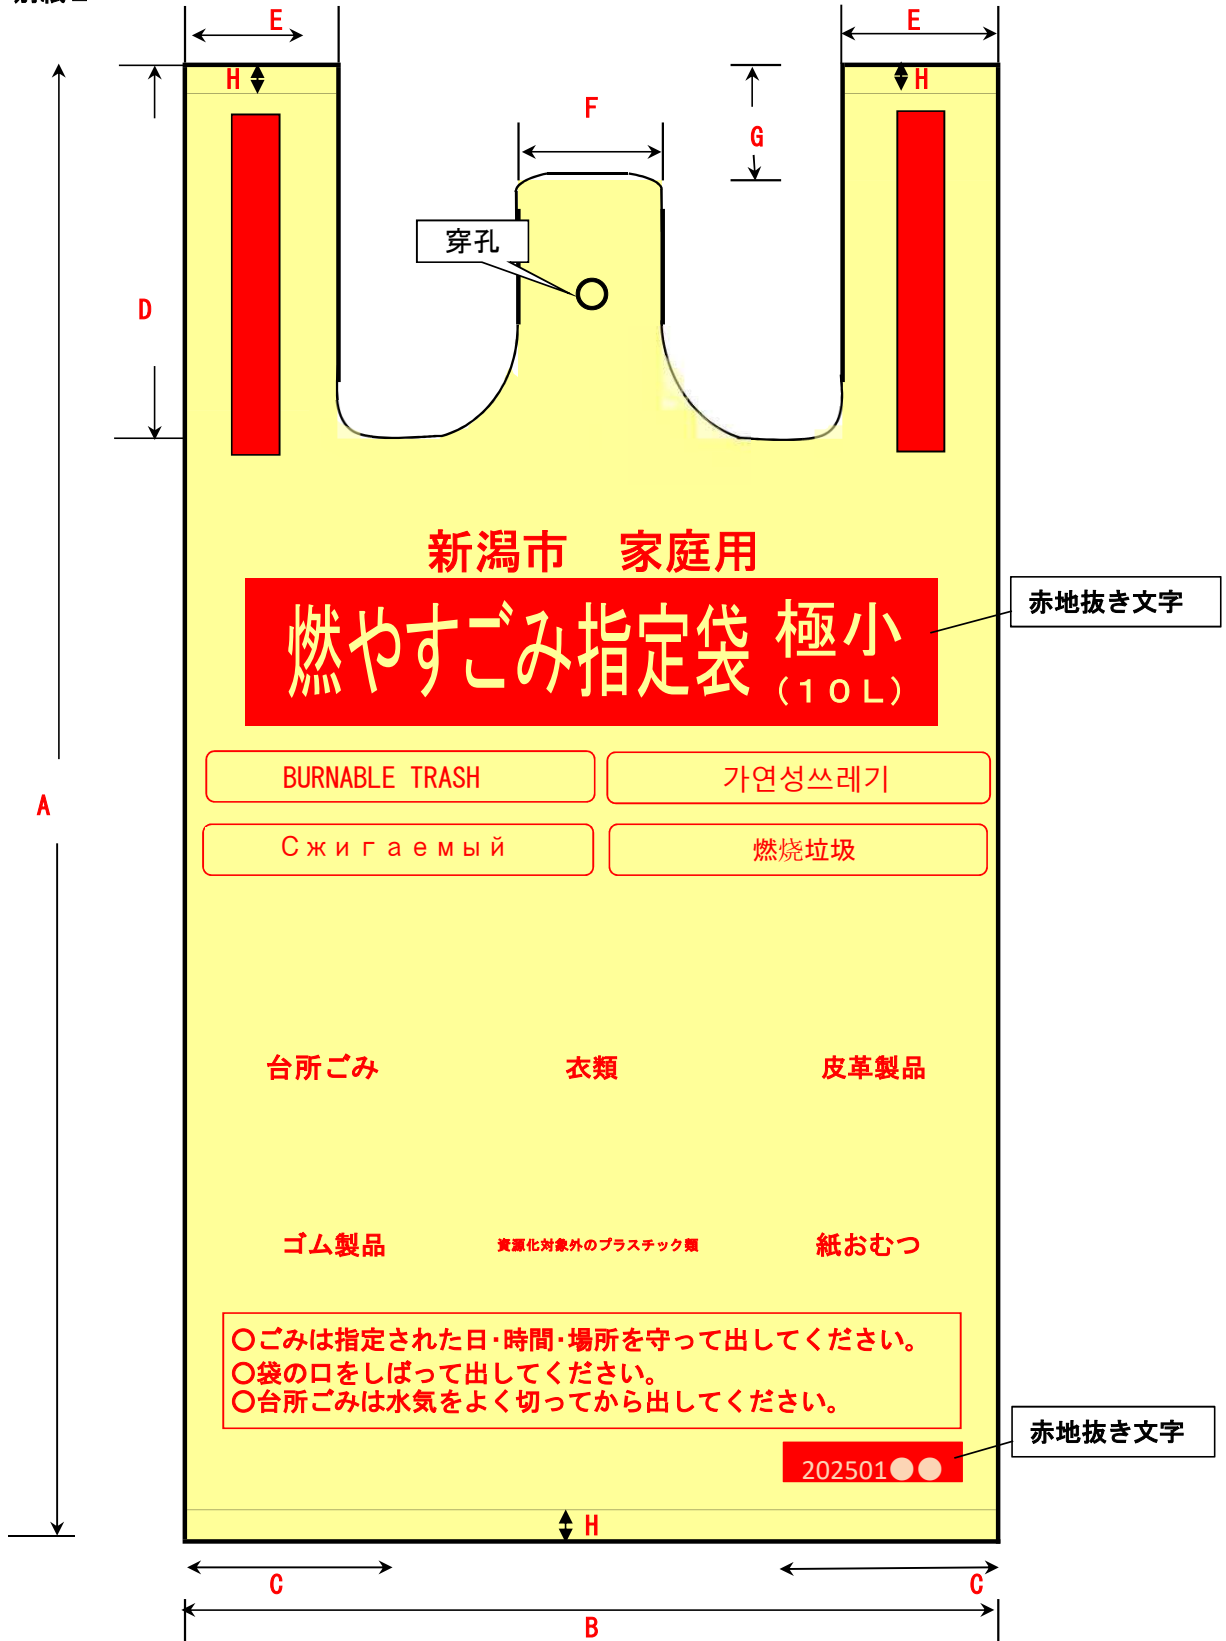 E
E
H
H
F
G
穿孔
D
新潟市　家庭用
燃やすごみ指定袋 極小
（１０Ｌ）
赤地抜き文字
BURNABLE TRASH
가연성쓰레기
A
Сжигаемый
燃烧垃圾
台所ごみ
衣類
皮革製品
ゴム製品
資源化対象外のプラスチック類
紙おむつ
○ごみは指定された日・時間・場所を守って出してください。
○袋の口をしばって出してください。
○台所ごみは水気をよく切ってから出してください。
赤地抜き文字
202501●●
H
C
C
B